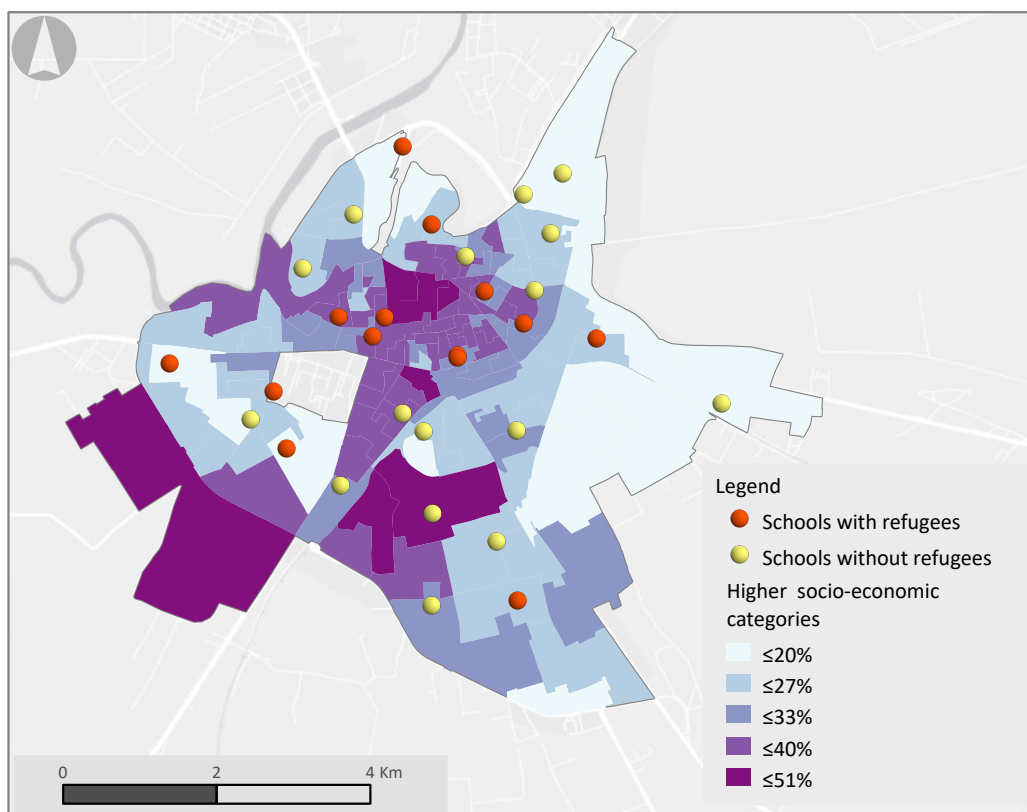 Legend
Schools with refugees
Schools without refugees
Higher socio-economic
categories
≤20%
≤27%
≤33%
≤40%
≤51%
0 2 4 Km